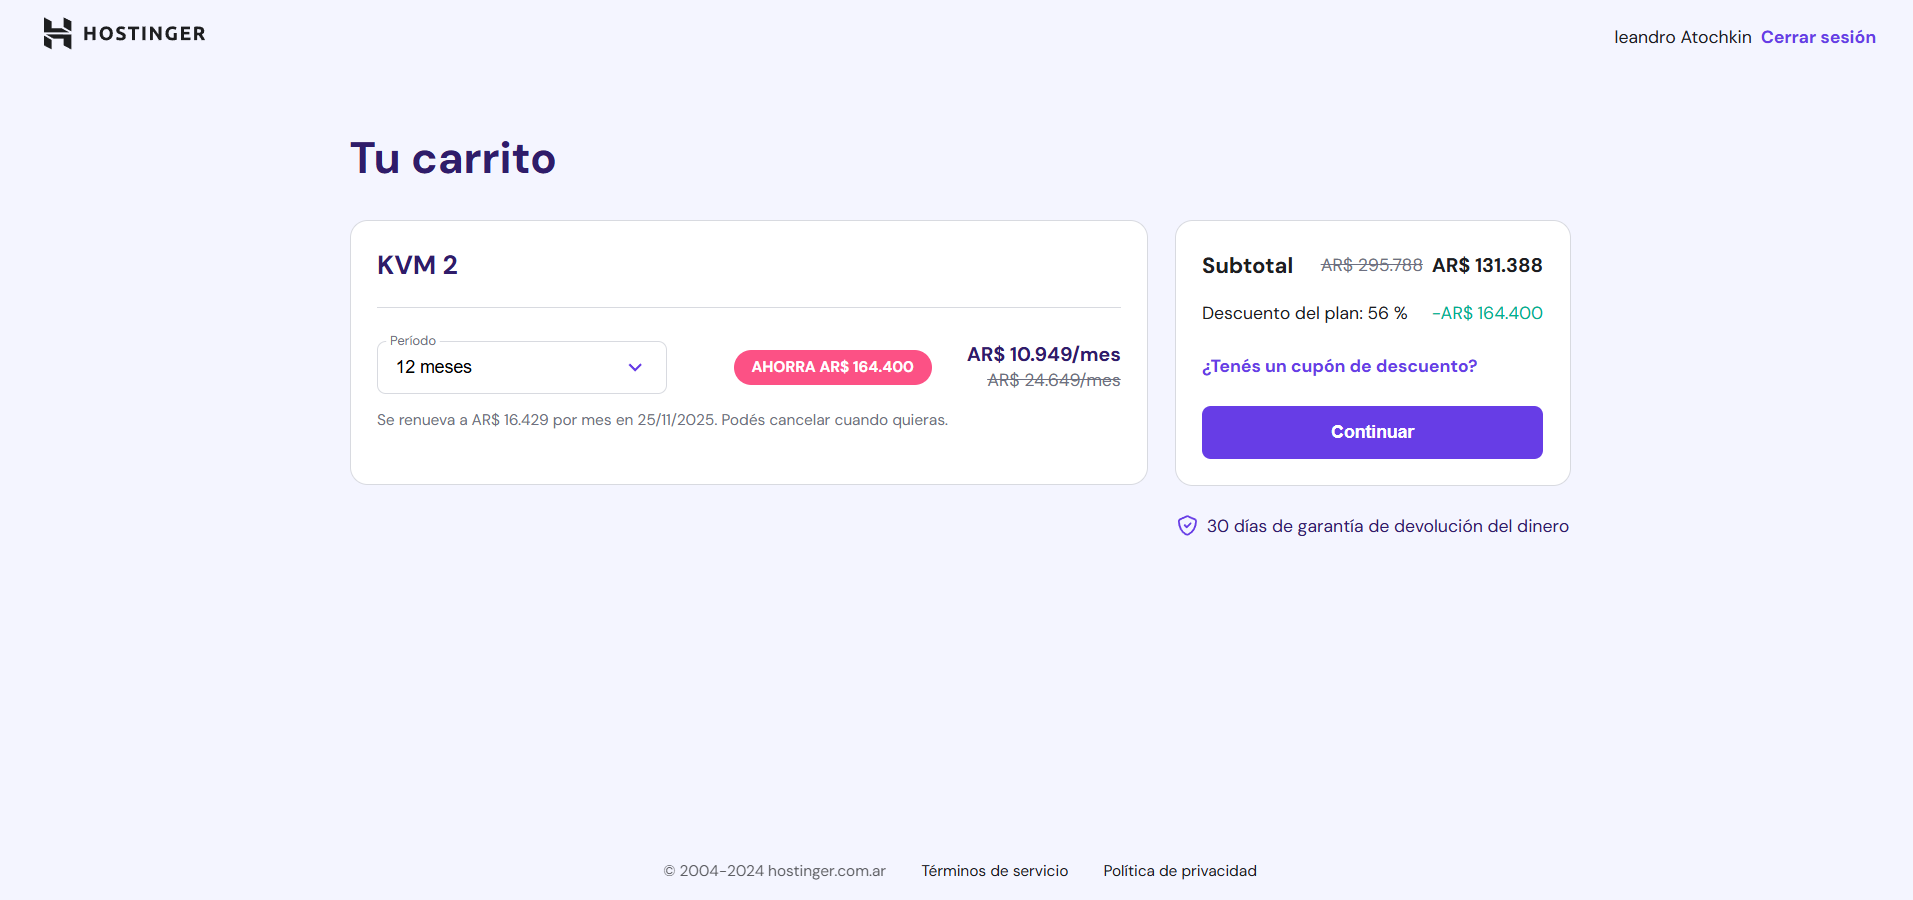 HOSTINGER
leandro Atochkin Cerrar sesión
Tu carrito
KVM 2
Período
12 meses
AHORRA AR$ 164.400
AR$ 10.949/mes
AR$ 24.649/mes
Se renueva a AR$ 16.429 por mes en 25/11/2025. Podés cancelar cuando quieras.
Subtotal AR$ 295.788 AR$ 131.388
Descuento del plan: 56 % -AR$ 164.400
¿Tenés un cupón de descuento?
Continuar
30 días de garantía de devolución del dinero
© 2004-2024 hostinger.com.ar Términos de servicio Política de privacidad